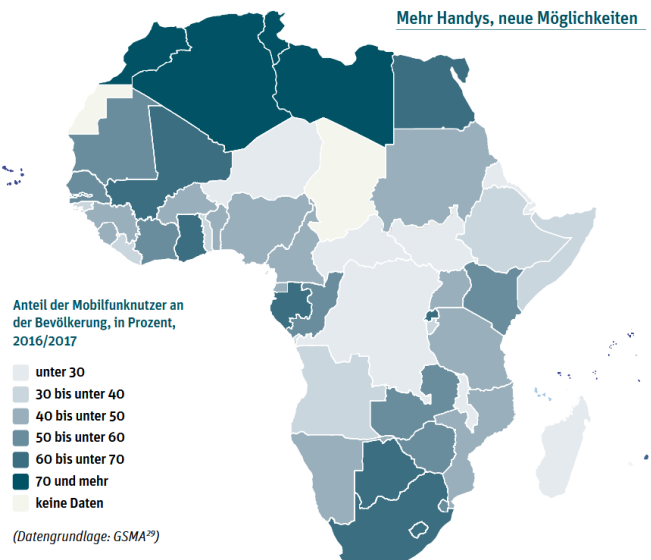 Mehr Handys, neue Möglichkeiten
Anteil der Mobilfunknutzer an
der Bevölkerung, in Prozent,
2016/2017
unter 30
30 bis unter 40
40 bis unter 50
50 bis unter 60
60 bis unter 70
70 und mehr
keine Daten
(Datengrundlage: GSMA²⁹)